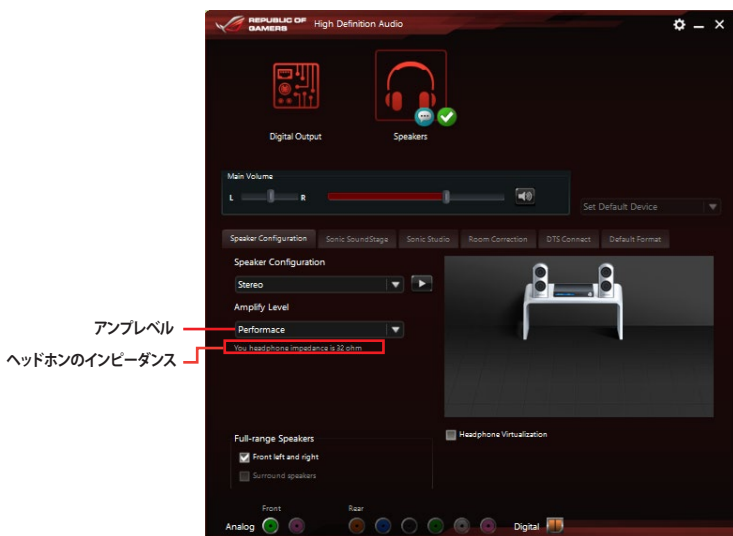 REPUBLIC OF
GAMERS
High Definition Audio
Digital Output
Speakers
Main Volume
L
R
Set Default Device
Speaker Configuration
Sonic SoundStage
Sonic Studio
Room Correction
DTS Connect
Default Format
Speaker Configuration
Stereo
Amplify Level
アンプレベル
Performace
ヘッドホンのインピーダンス
You headphone impedance is 32 ohm
Headphone Virtualization
Full-range Speakers
Front left and right
Surround speakers
Front
Rear
Analog
Digital